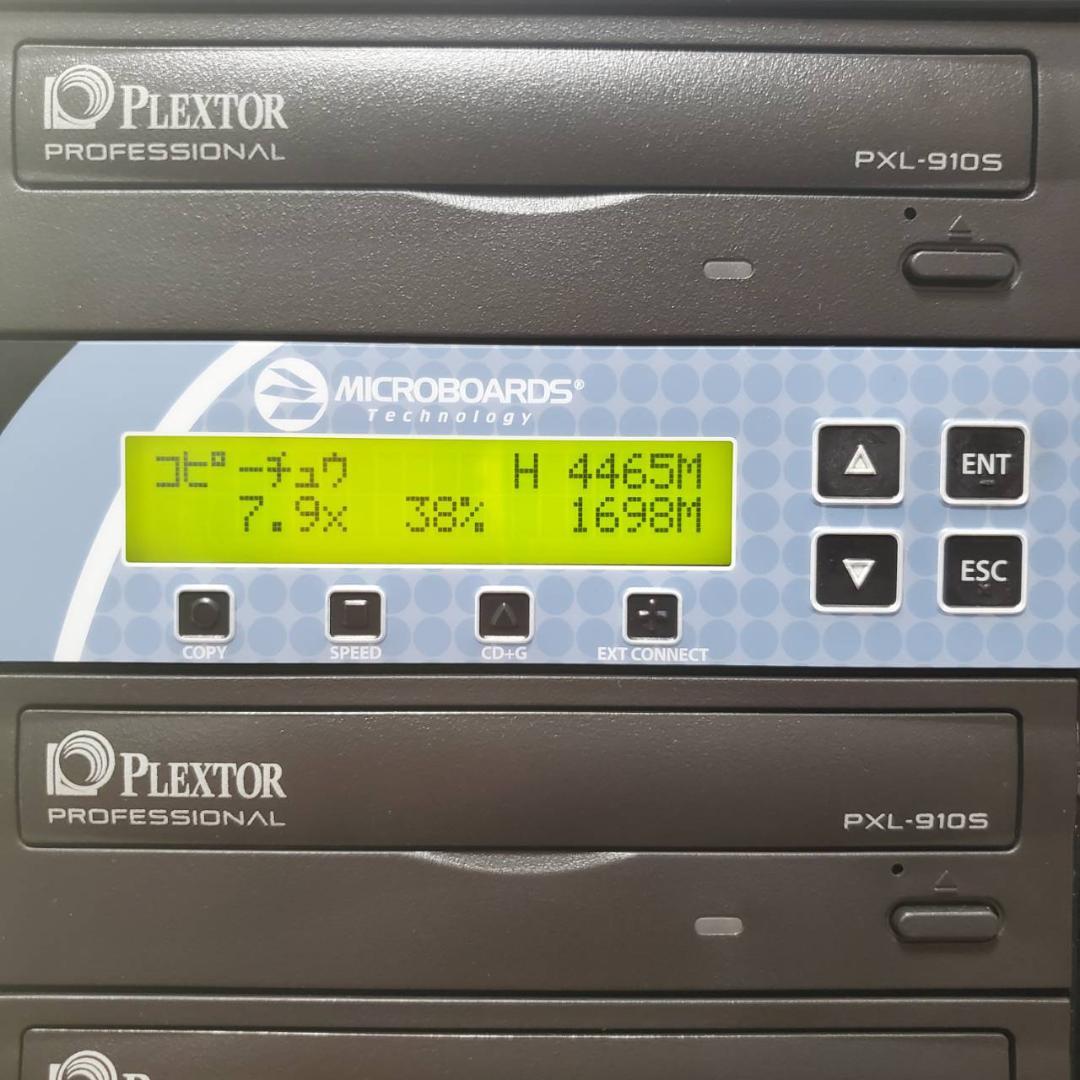 PLEXTOR
PROFESSIONAL
PXL-910S
MICROBOARDS®
Technology
コピーチュウ H 4465M
7.9x 38% 1698M
ENT
ESC
COPY
SPEED
CD+G
EXT CONNECT
PLEXTOR
PROFESSIONAL
PXL-910S